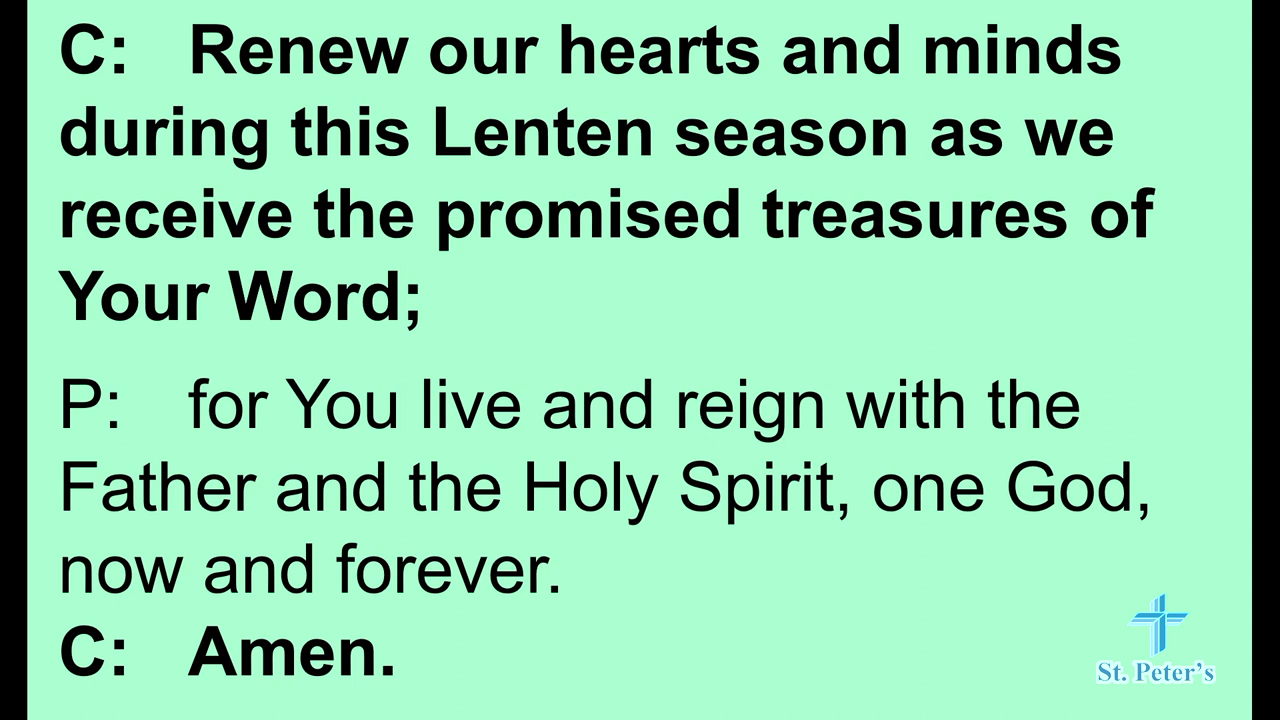 C: Renew our hearts and minds
during this Lenten season as we
receive the promised treasures of
Your Word;
P: for You live and reign with the
Father and the Holy Spirit, one God,
now and forever.
C: Amen.
St. Peter's